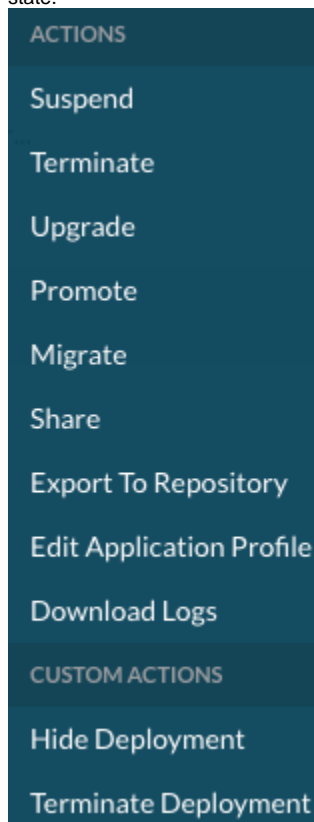 state.
ACTIONS
Suspend
Terminate
Upgrade
Promote
Migrate
Share
Export To Repository
Edit Application Profile
Download Logs
CUSTOM ACTIONS
Hide Deployment
Terminate Deployment